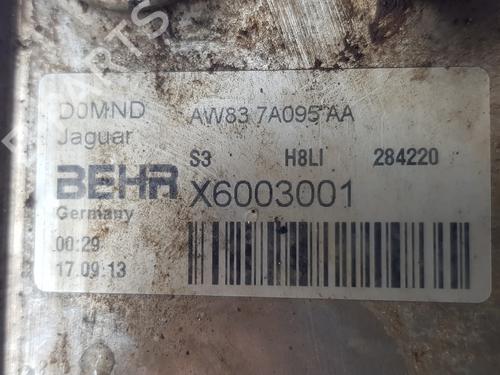 D0MND AW83 7A095 AA
Jaguar
S3 H8LI 284220
BEHR X6003001
Germany
00:29
17.09.13